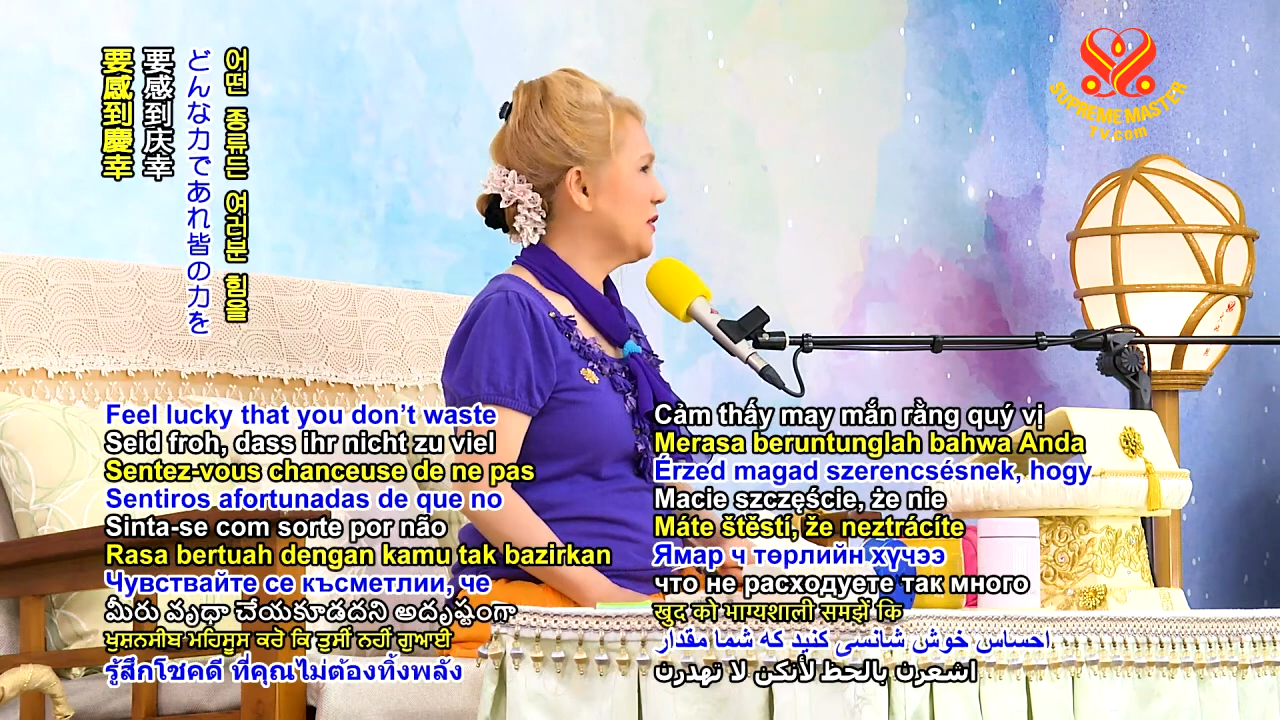 要感到慶幸
要感到庆幸
どんな力であれ皆の力を
어떤 종류든 여러분 힘을
SUPREME MASTER
TV.com
Feel lucky that you don’t waste
Seid froh, dass ihr nicht zu viel
Sentez-vous chanceuse de ne pas
Sentiros afortunadas de que no
Sinta-se com sorte por não
Rasa bertuah dengan kamu tak bazirkan
Чувствайте се късметлии, че
మీరు వృధా చేయకూడదని అదృష్టంగా
ਖੁਸ਼ਨਸੀਬ ਮਹਿਸੂਸ ਕਰੋ ਕਿ ਤੁਸੀਂ ਨਹੀਂ ਗੁਆਈ
รู้สึกโชคดี ที่คุณไม่ต้องทิ้งพลัง
Cảm thấy may mắn rằng quý vị
Merasa beruntunglah bahwa Anda
Érzed magad szerencsésnek, hogy
Macie szczęście, że nie
Máte štěstí, že neztrácíte
Ямар ч төрлийн хүчээ
что не расходуете так много
खुद को भाग्यशाली समझें कि
احساس خوش شانسی کنید که شما مقدار
اشعرن بالحظ لأنكن لا تهدرن